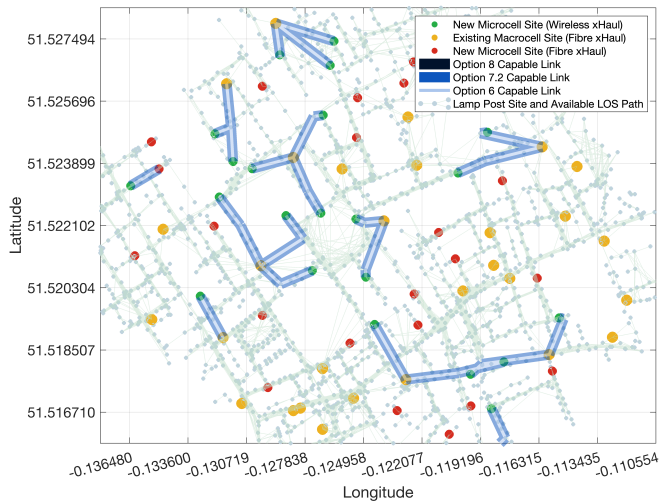 New Microcell Site (Wireless xHaul)
Existing Macrocell Site (Fibre xHaul)
New Microcell Site (Fibre xHaul)
Option 8 Capable Link
Option 7.2 Capable Link
Option 6 Capable Link
Lamp Post Site and Available LOS Path
51.527494
51.525696
51.523899
51.522102
51.520304
51.518507
51.516710
Latitude
-0.136480
-0.133600
-0.130719
-0.127838
-0.124958
-0.122077
-0.119196
-0.116315
-0.113435
-0.110554
Longitude